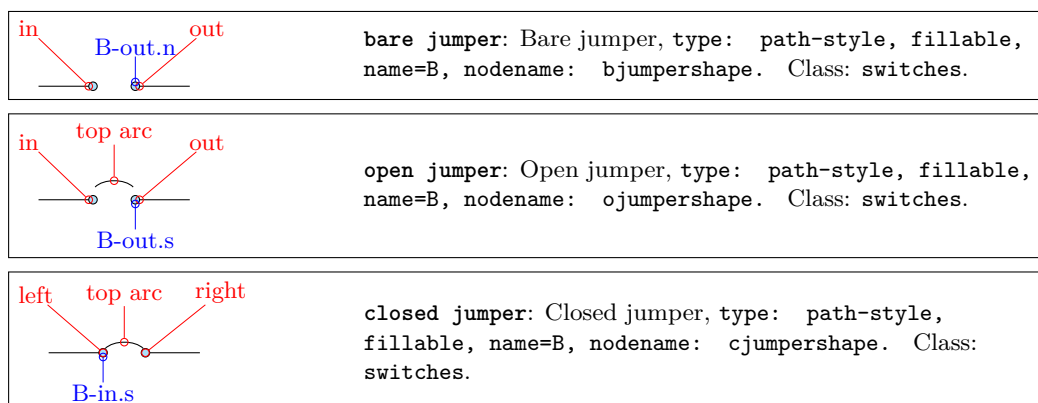 in
out
B-out.n
bare jumper: Bare jumper, type: path-style, fillable,
name=B, nodename: bjumpershape. Class: switches.
in
top arc
out
B-out.s
open jumper: Open jumper, type: path-style, fillable,
name=B, nodename: ojumpershape. Class: switches.
left
top arc
right
B-in.s
closed jumper: Closed jumper, type: path-style,
fillable, name=B, nodename: cjumpershape. Class:
switches.